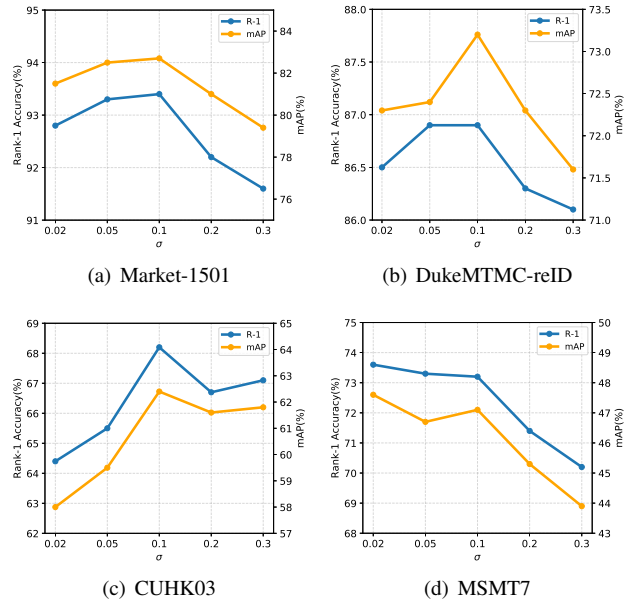 95
94
93
92
91
Rank-1 Accuracy(%)
84
82
80
78
76
mAP(%)
R-1
mAP
0.02 0.05 0.1 0.2 0.3
σ
(a) Market-1501
88.0
87.5
87.0
86.5
86.0
Rank-1 Accuracy(%)
73.5
73.0
72.5
72.0
71.5
71.0
mAP(%)
R-1
mAP
0.02 0.05 0.1 0.2 0.3
σ
(b) DukeMTMC-reID
69
68
67
66
65
64
63
62
Rank-1 Accuracy(%)
65
64
63
62
61
60
59
58
57
mAP(%)
R-1
mAP
0.02 0.05 0.1 0.2 0.3
σ
(c) CUHK03
75
74
73
72
71
70
69
68
Rank-1 Accuracy(%)
50
49
48
47
46
45
44
43
mAP(%)
R-1
mAP
0.02 0.05 0.1 0.2 0.3
σ
(d) MSMT7